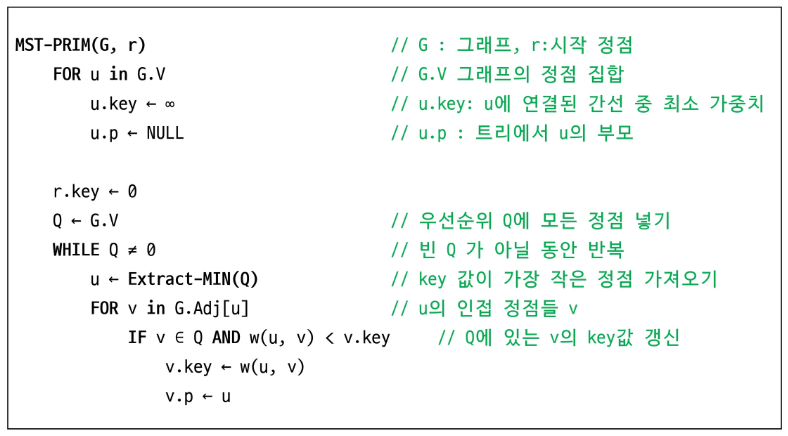 MST-PRIM(G, r) // G : 그래프, r:시작 정점
FOR u in G.V // G.V 그래프의 정점 집합
u.key ← ∞ // u.key: u에 연결된 간선 중 최소 가중치
u.p ← NULL // u.p : 트리에서 u의 부모
r.key ← 0
Q ← G.V // 우선순위 Q에 모든 정점 넣기
WHILE Q ≠ 0 // 빈 Q 가 아닐 동안 반복
u ← Extract-MIN(Q) // key 값이 가장 작은 정점 가져오기
FOR v in G.Adj[u] // u의 인접 정점들 v
IF v ∈ Q AND w(u, v) < v.key // Q에 있는 v의 key값 갱신
v.key ← w(u, v)
v.p ← u